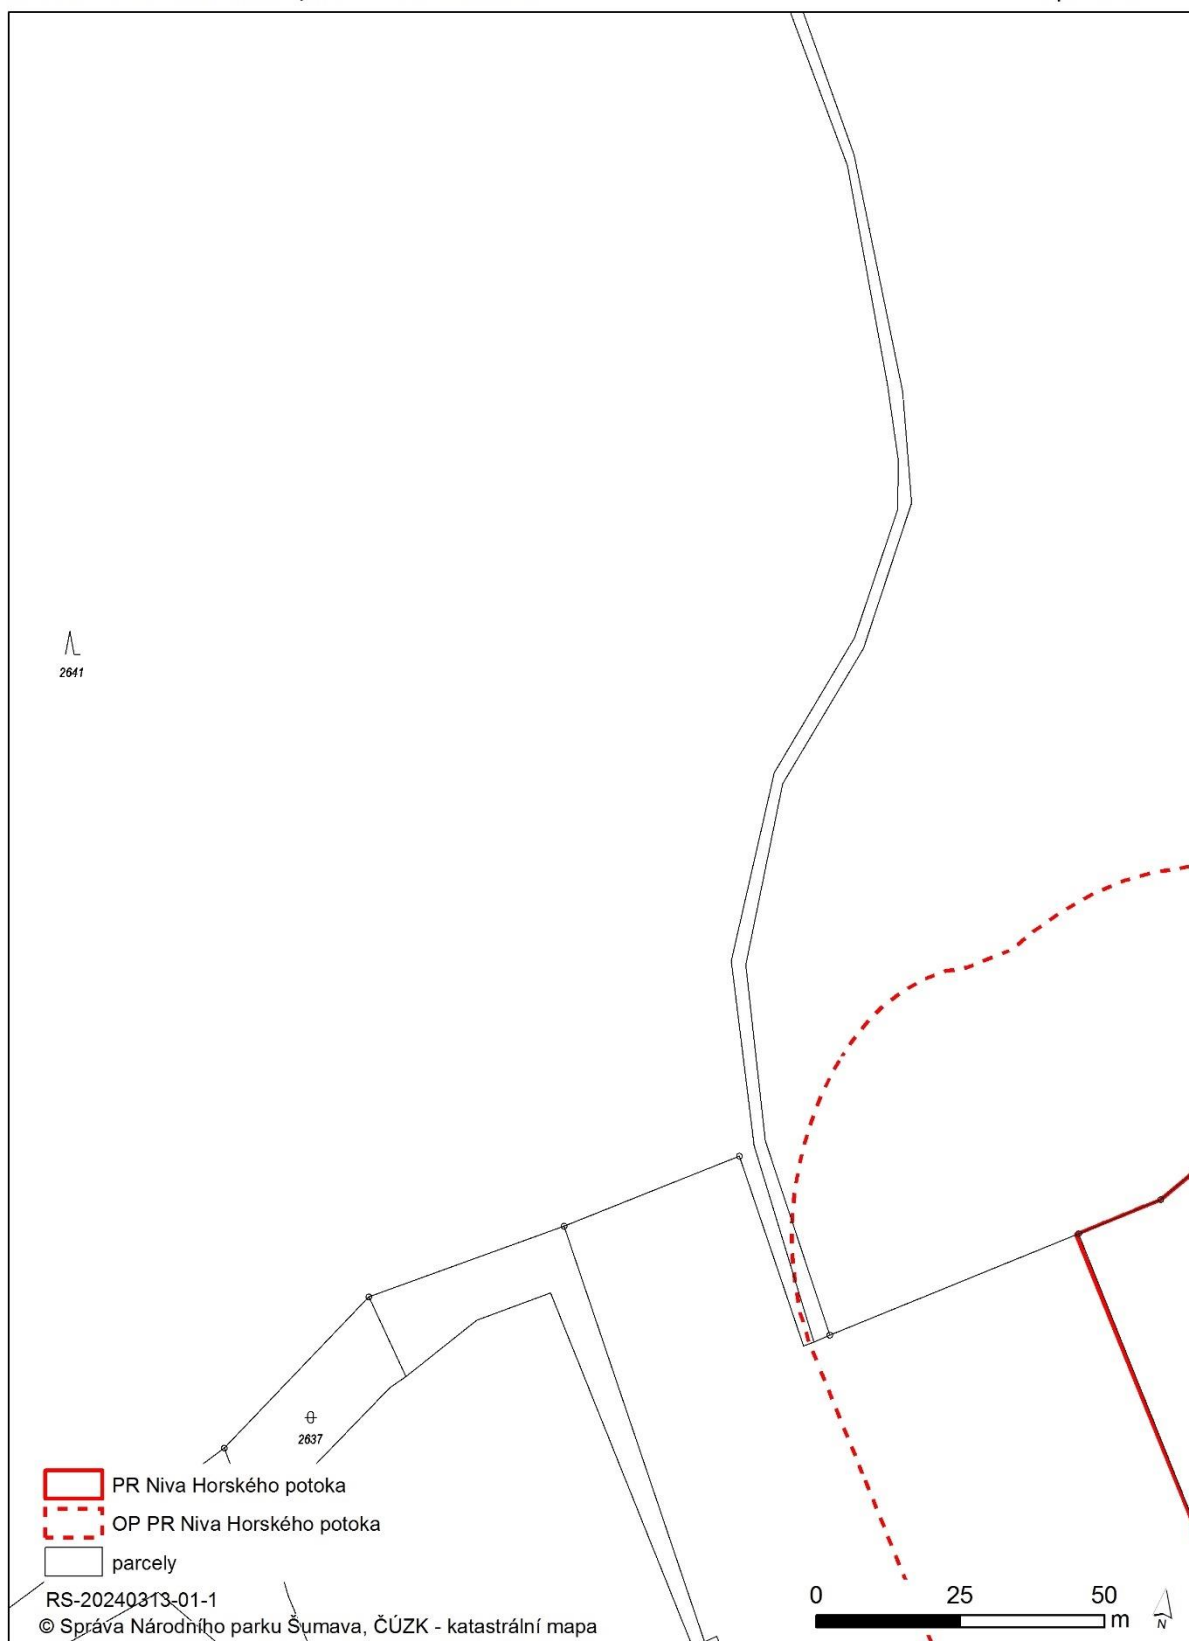 2641
2637
PR Niva Horského potoka
OP PR Niva Horského potoka
parcely
RS-20240313-01-1
© Správa Národního parku Šumava, ČÚZK - katastrální mapa
0 25 50 m
N